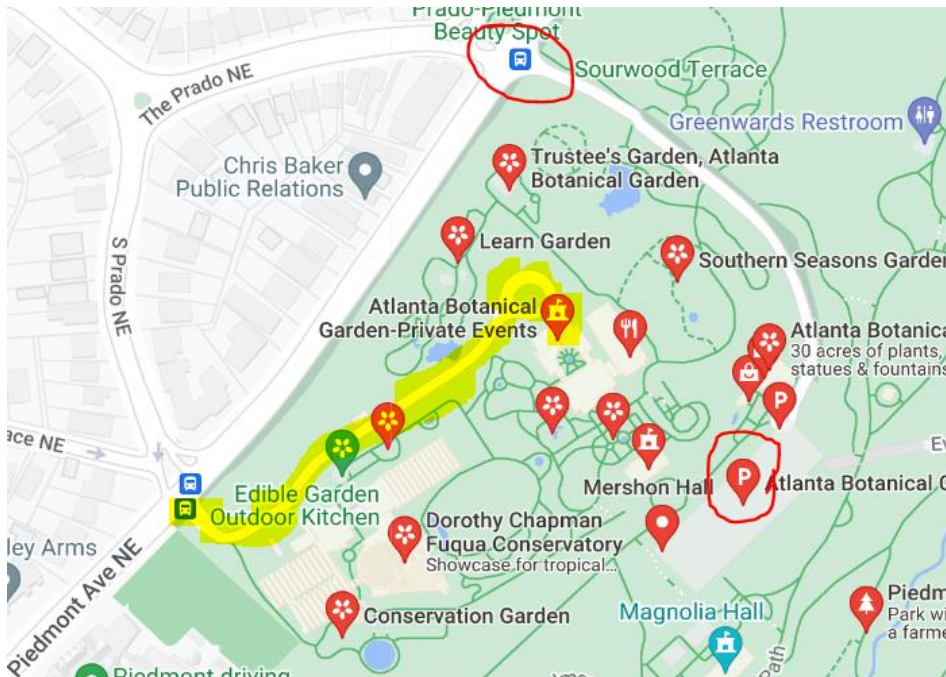 Prado-Piedmont
Beauty Spot
The Prado NE
Sourwood Terrace
Greenwards Restroom
Chris Baker
Public Relations
Trustee's Garden, Atlanta
Botanical Garden
S Prado NE
Learn Garden
Southern Seasons Garden
Atlanta Botanical
Garden-Private Events
Atlanta Botanica
30 acres of plants,
statues & fountains
P
ace NE
Ev
Mershon Hall
P
Atlanta Botanical G
Edible Garden
Outdoor Kitchen
Dorothy Chapman
Fuqua Conservatory
Showcase for tropical...
ley Arms
Piedmont Ave NE
Conservation Garden
Magnolia Hall
Piedm
Park wi
a farme
Path
Piedmont driving